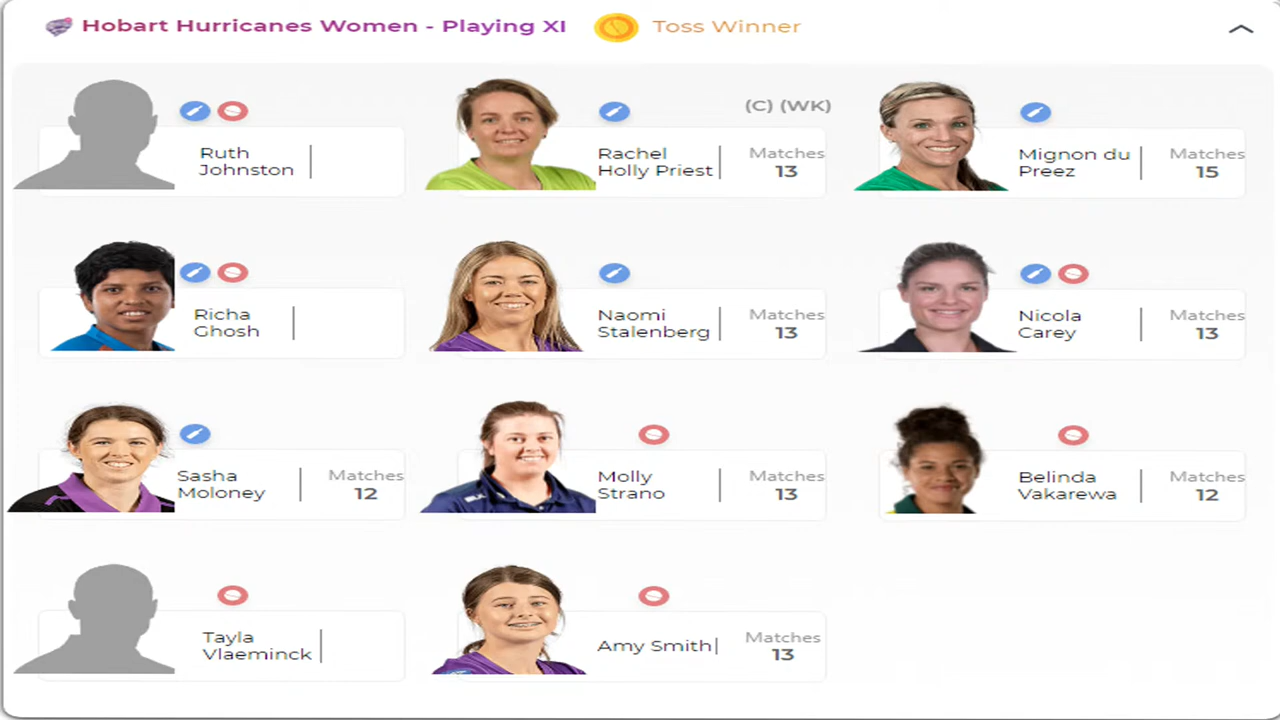 Hobart Hurricanes Women - Playing XI
Toss Winner
Ruth
Johnston
(C) (WK)
Rachel
Holly Priest
Matches
13
Mignon du
Preez
Matches
15
Richa
Ghosh
Naomi
Stalenberg
Matches
13
Nicola
Carey
Matches
13
Sasha
Moloney
Matches
12
Molly
Strano
Matches
13
Belinda
Vakarewa
Matches
12
Tayla
Vlaeminck
Amy Smith
Matches
13